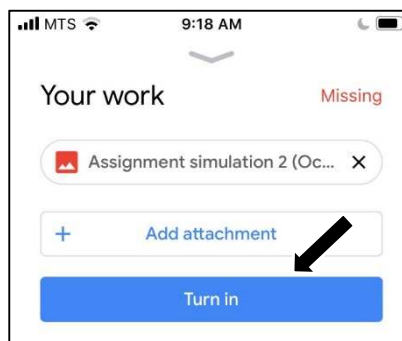 MTS 9:18 AM
Your work Missing
Assignment simulation 2 (Oc...
Add attachment
Turn in